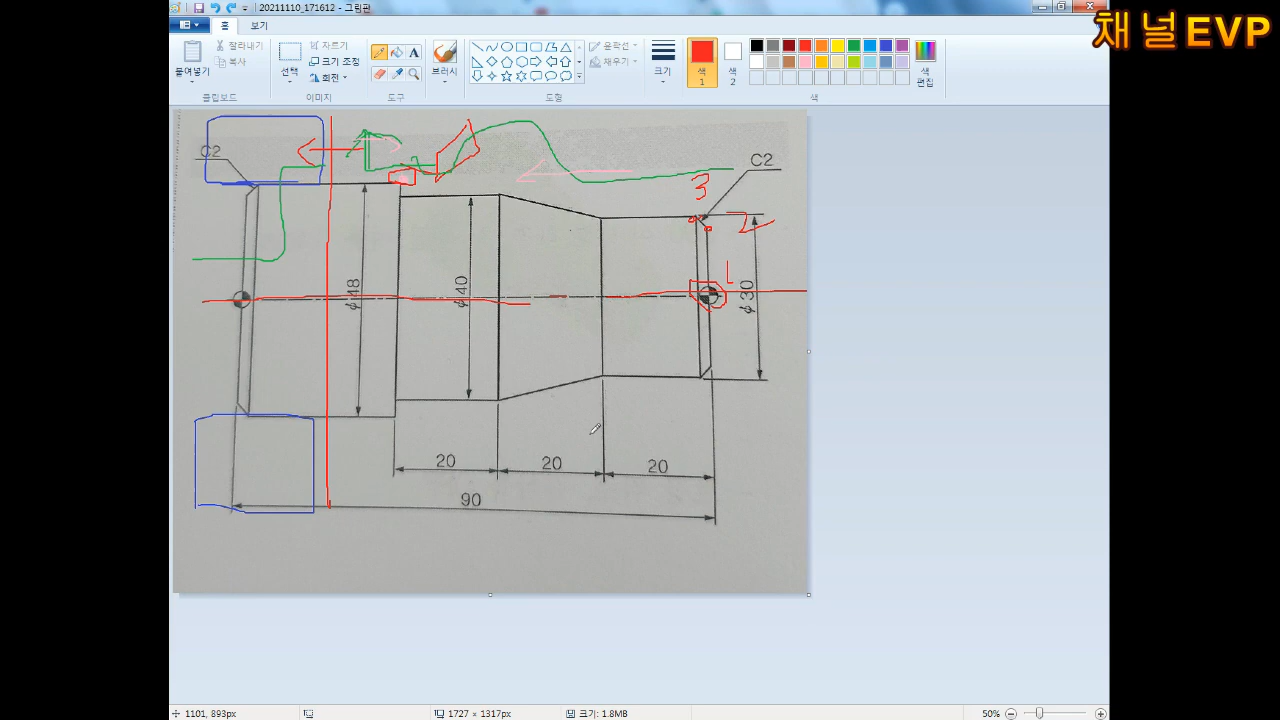 20211110_171612 - 그림판
채널EVP
홈
보기
붙여넣기
잘라내기
복사
클립보드
선택
자르기
크기 조정
회전
이미지
도구
브러시
윤곽선
채우기
도형
크기
색
1
색
2
색
편집
색
C2
C2
3
2
1
ϕ48
ϕ40
ϕ30
20
20
20
90
1101, 893px
1727 × 1317px
크기: 1.8MB
50%